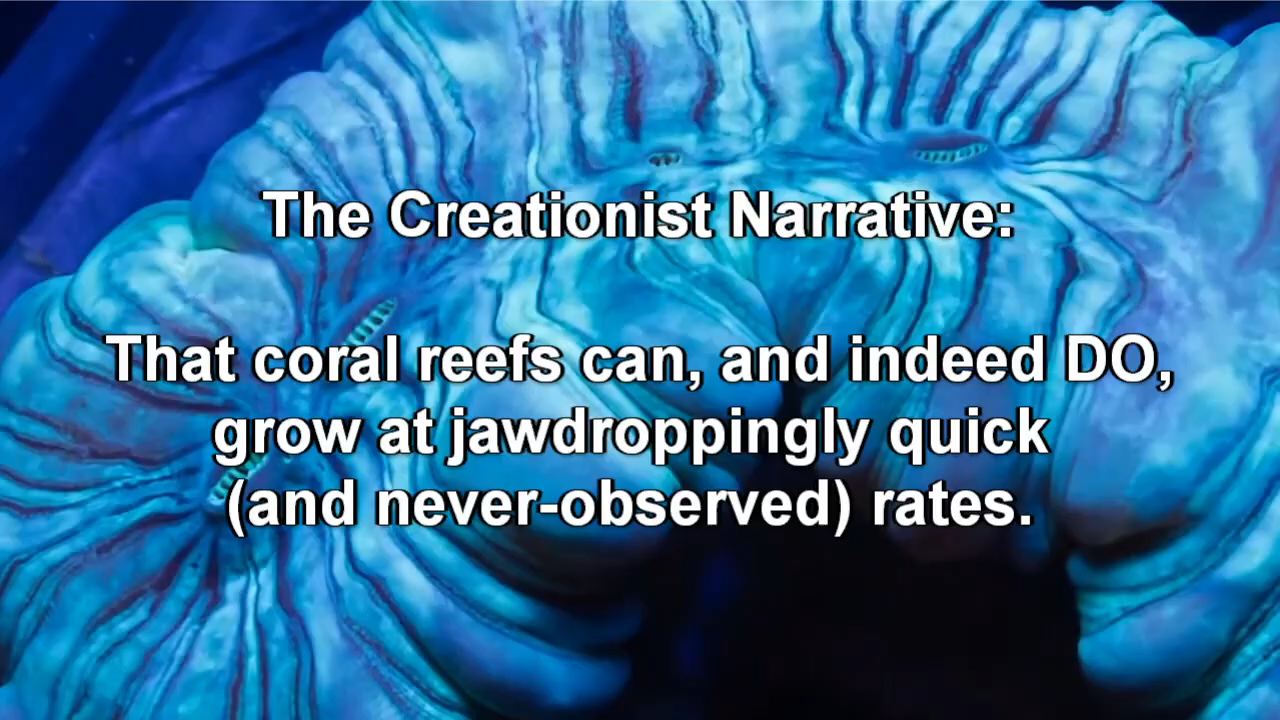 The Creationist Narrative:
That coral reefs can, and indeed DO,
grow at jawdroppingly quick
(and never-observed) rates.